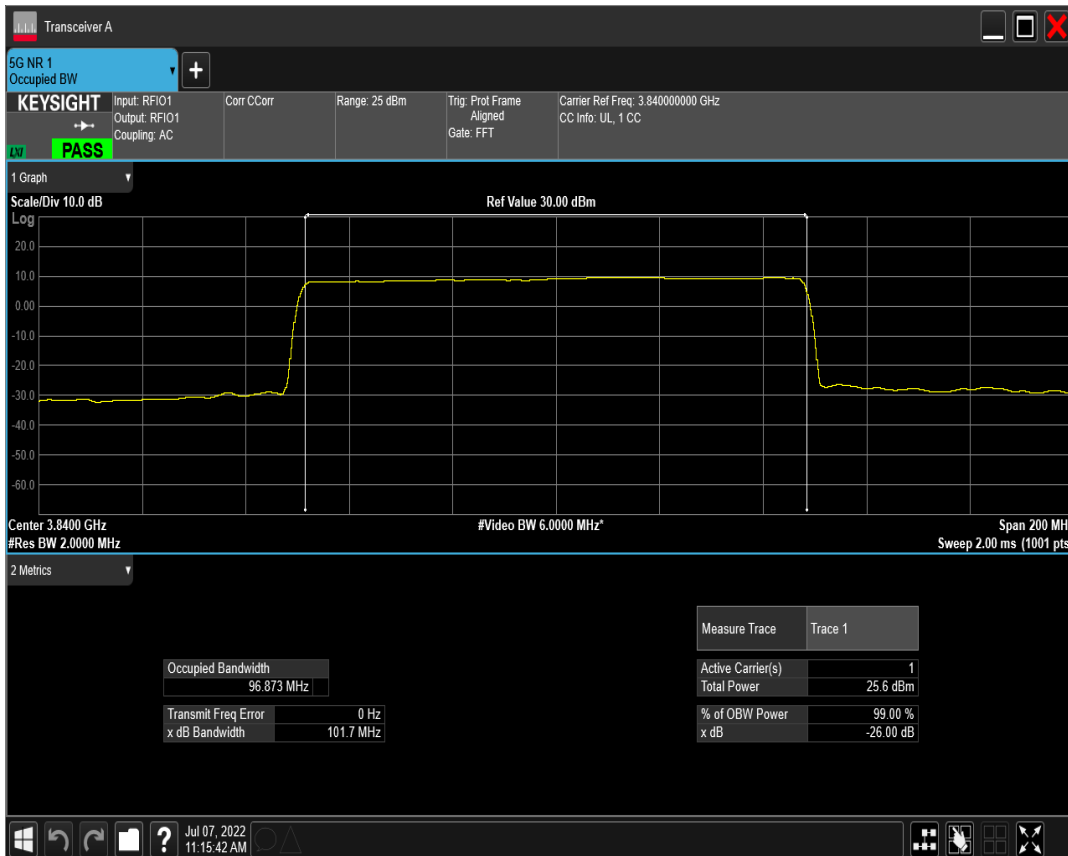 Transceiver A
5G NR 1
Occupied BW
+
KEYSIGHT
LXI
PASS
Input: RFIO1
Output: RFIO1
Coupling: AC
Corr CCorr
Range: 25 dBm
Trig: Prot Frame
Aligned
Gate: FFT
Carrier Ref Freq: 3.840000000 GHz
CC Info: UL, 1 CC
1 Graph
Scale/Div 10.0 dB
Ref Value 30.00 dBm
Log
20.0
10.0
0.00
-10.0
-20.0
-30.0
-40.0
-50.0
-60.0
Center 3.8400 GHz
#Video BW 6.0000 MHz*
Span 200 MH
#Res BW 2.0000 MHz
Sweep 2.00 ms (1001 pts
2 Metrics
Measure Trace Trace 1
Occupied Bandwidth
96.873 MHz
Active Carrier(s) 1
Total Power 25.6 dBm
Transmit Freq Error 0 Hz
x dB Bandwidth 101.7 MHz
% of OBW Power 99.00 %
x dB -26.00 dB
?
Jul 07, 2022
11:15:42 AM